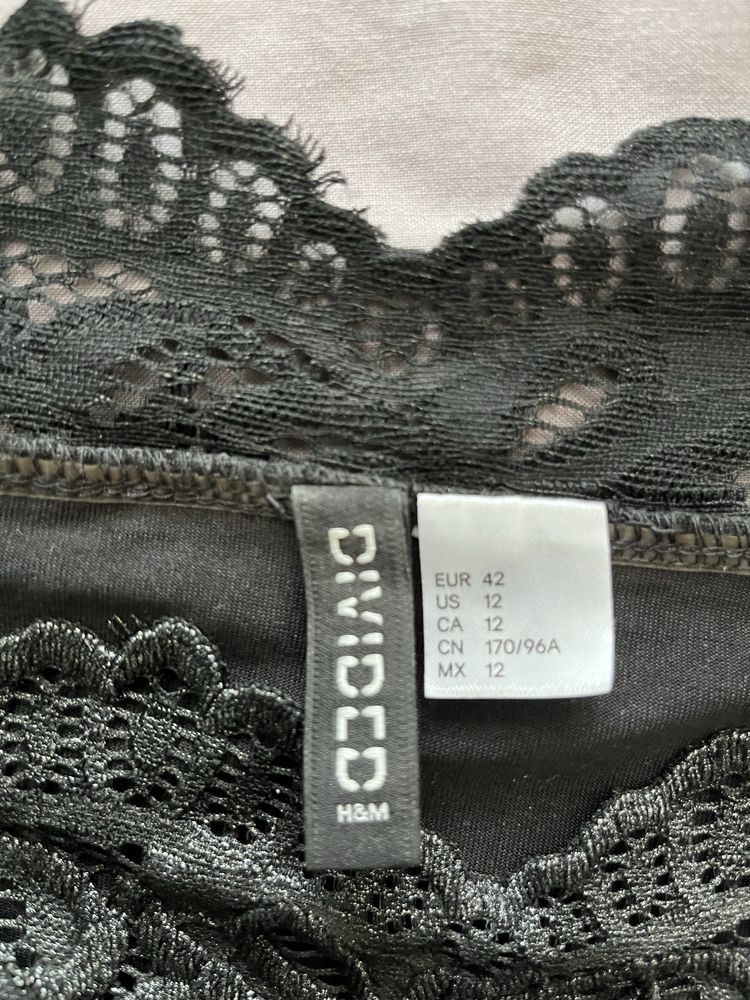 DIVIDED
H&M
EUR 42
US 12
CA 12
CN 170/96A
MX 12